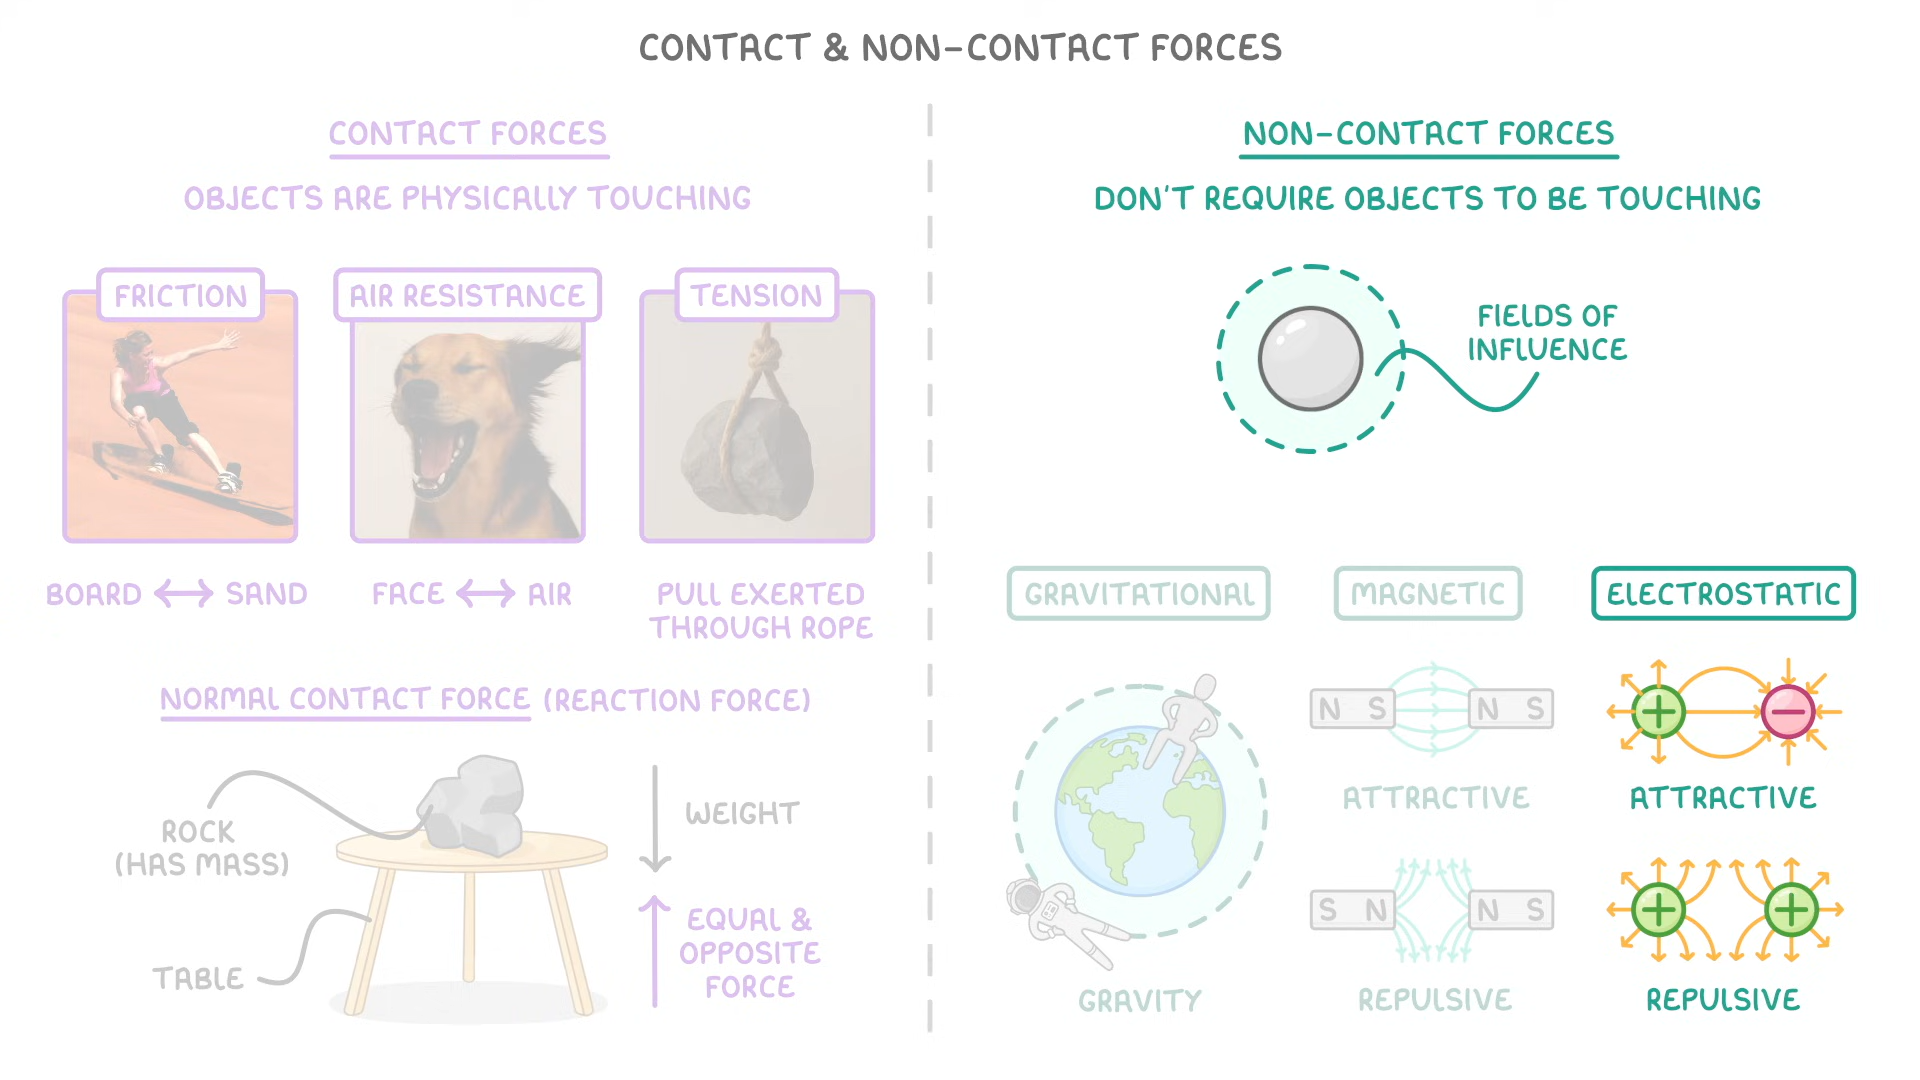 CONTACT & NON-CONTACT FORCES
CONTACT FORCES
OBJECTS ARE PHYSICALLY TOUCHING
FRICTION
AIR RESISTANCE
TENSION
BOARD ↔ SAND
FACE ↔ AIR
PULL EXERTED
THROUGH ROPE
NORMAL CONTACT FORCE (REACTION FORCE)
ROCK
(HAS MASS)
TABLE
WEIGHT
EQUAL &
OPPOSITE
FORCE
NON-CONTACT FORCES
DON'T REQUIRE OBJECTS TO BE TOUCHING
FIELDS OF
INFLUENCE
GRAVITATIONAL
MAGNETIC
ELECTROSTATIC
GRAVITY
N S N S
ATTRACTIVE
S N N S
REPULSIVE
+ −
ATTRACTIVE
+ +
REPULSIVE